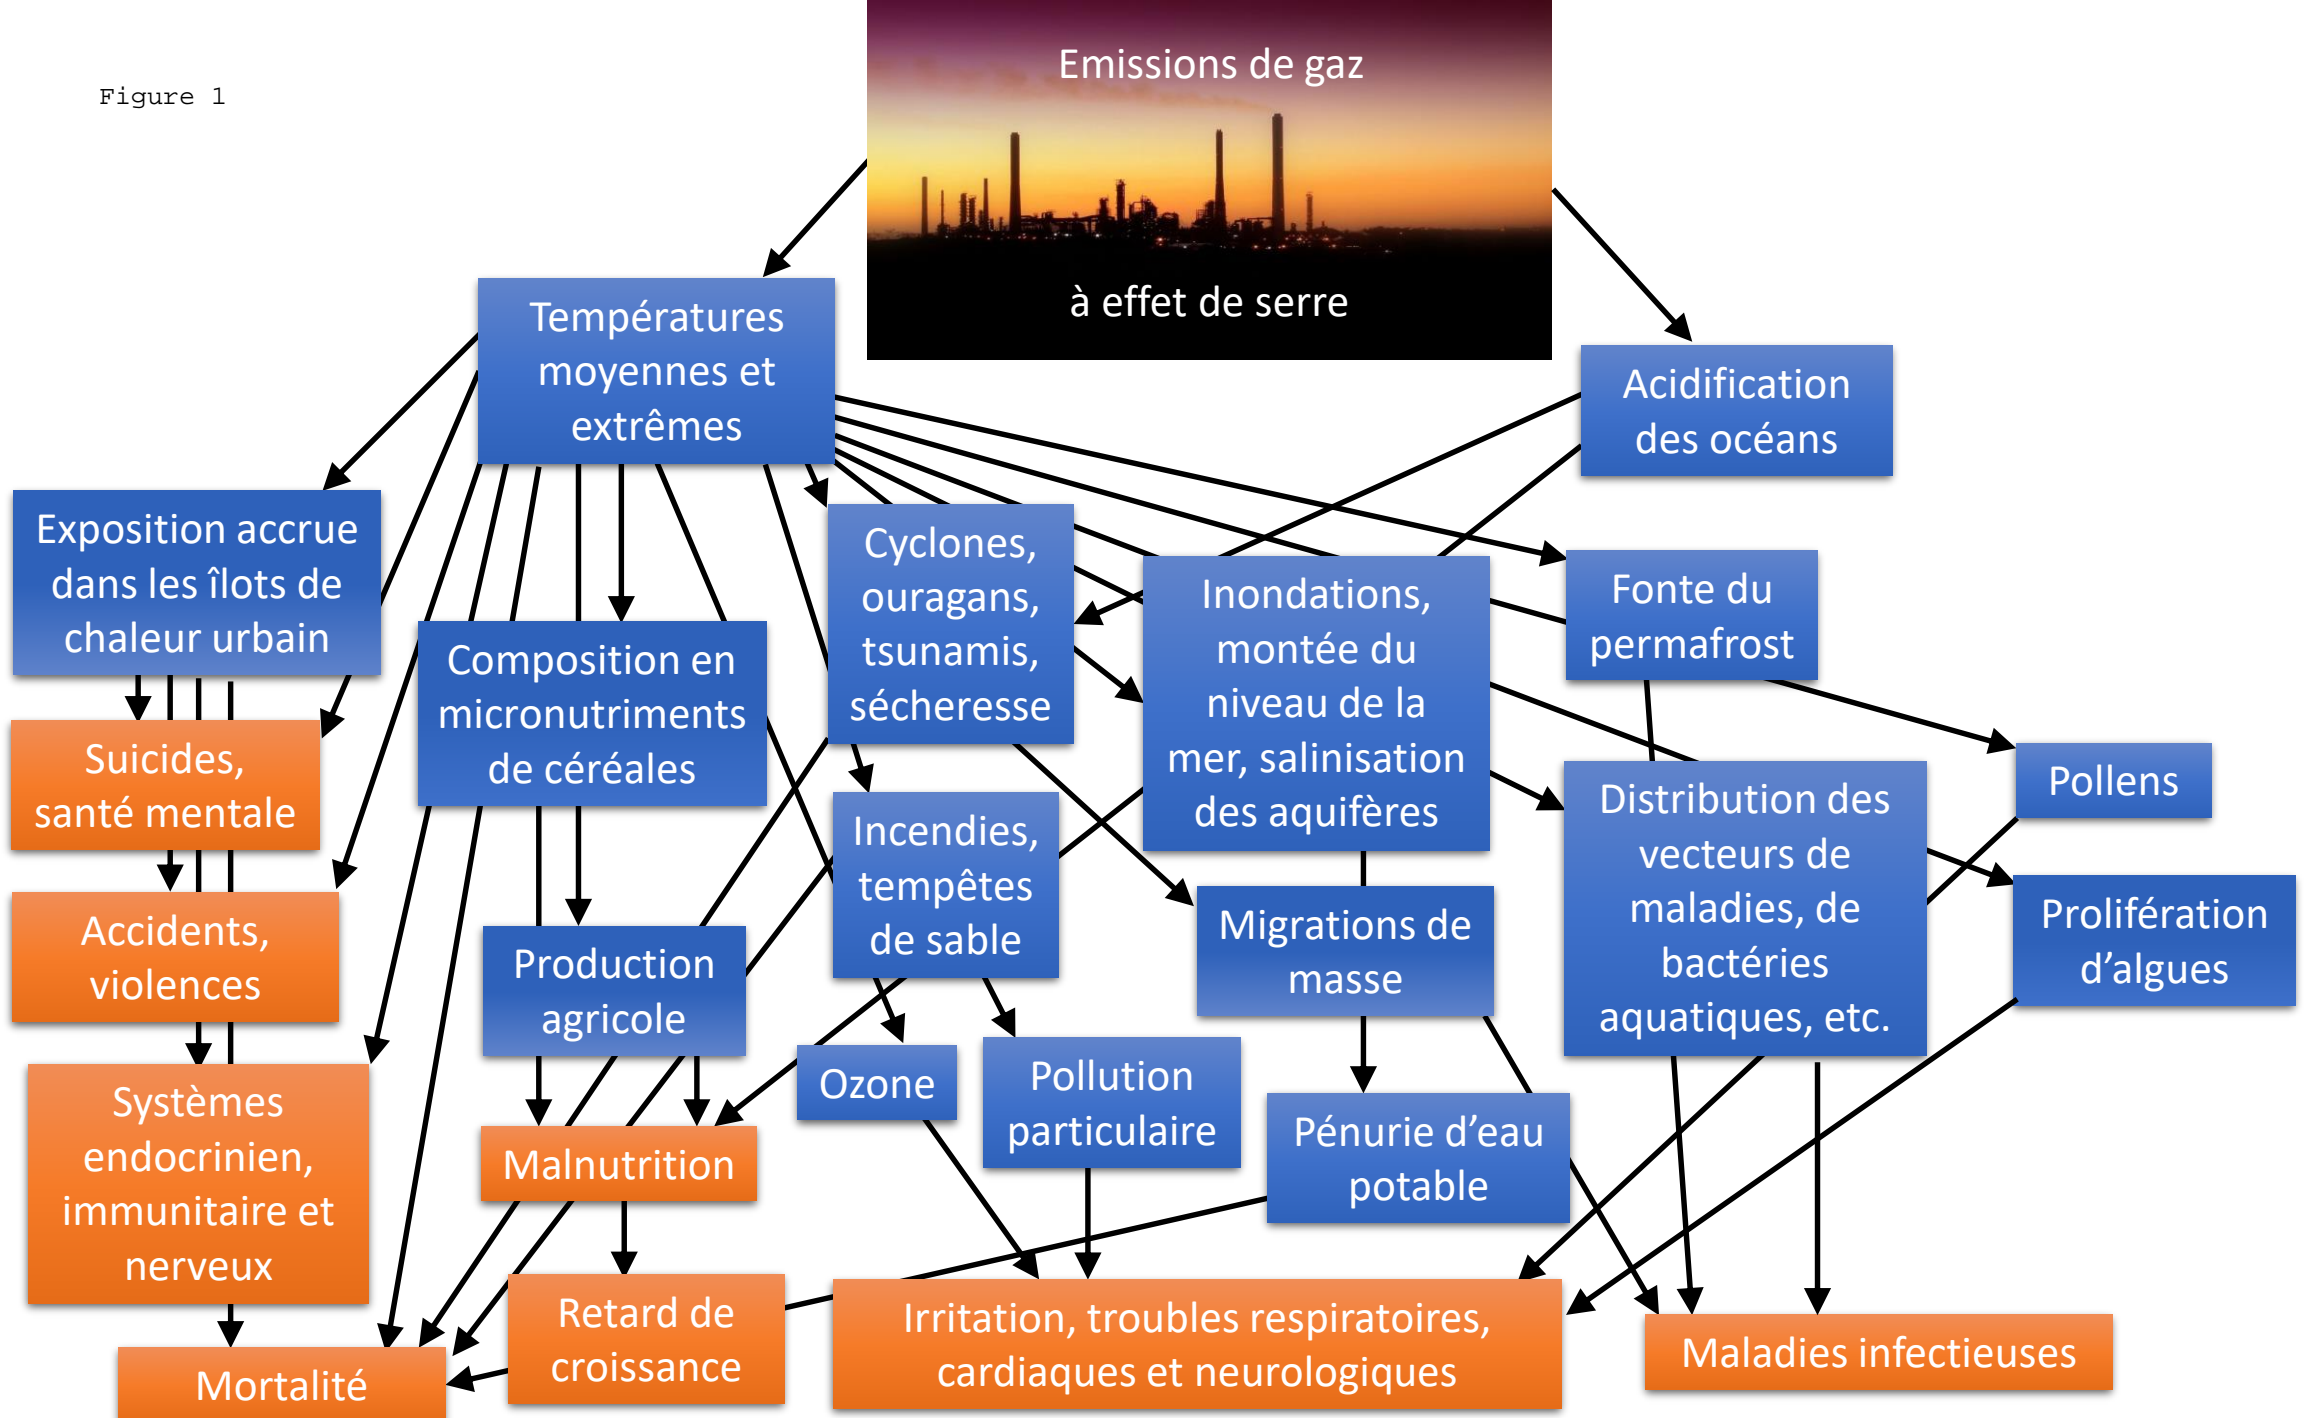 Figure 1
Emissions de gaz
à effet de serre
Températures
moyennes et
extrêmes
Acidification
des océans
Exposition accrue
dans les îlots de
chaleur urbain
Cyclones,
ouragans,
tsunamis,
sécheresse
Inondations,
montée du
niveau de la
mer, salinisation
des aquifères
Fonte du
permafrost
Composition en
micronutriments
de céréales
Suicides,
santé mentale
Incendies,
tempêtes
de sable
Distribution des
vecteurs de
maladies, de
bactéries
aquatiques, etc.
Pollens
Accidents,
violences
Production
agricole
Migrations de
masse
Prolifération
d’algues
Systèmes
endocrinien,
immunitaire et
nerveux
Malnutrition
Ozone
Pollution
particulaire
Pénurie d’eau
potable
Mortalité
Retard de
croissance
Irritation, troubles respiratoires,
cardiaques et neurologiques
Maladies infectieuses